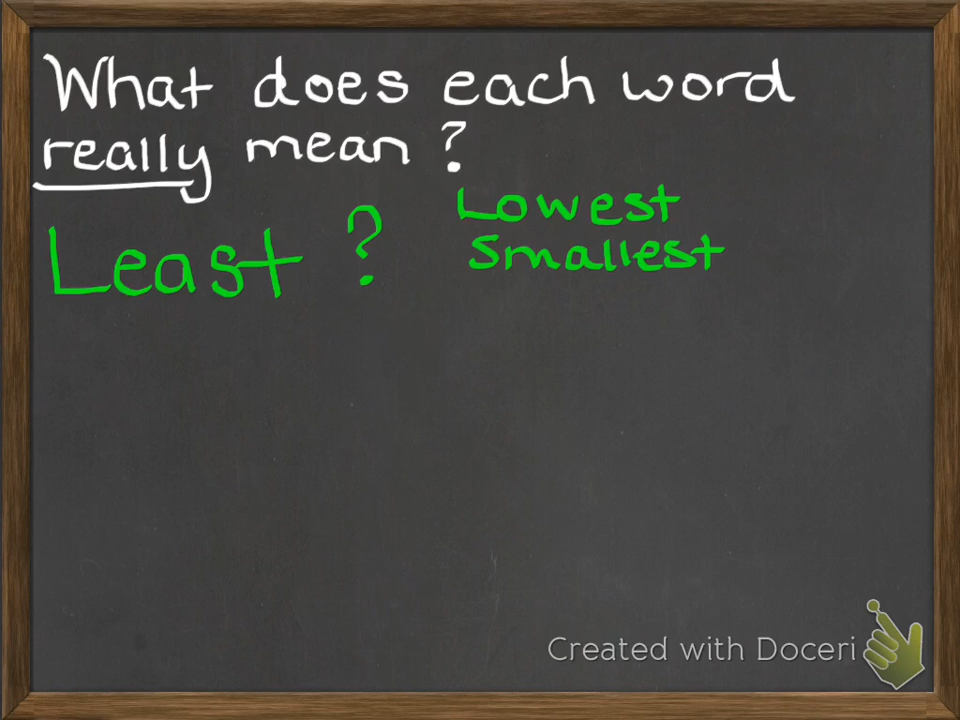 What does each word
really mean ?
Least ?
Lowest
Smallest
Created with Doceri